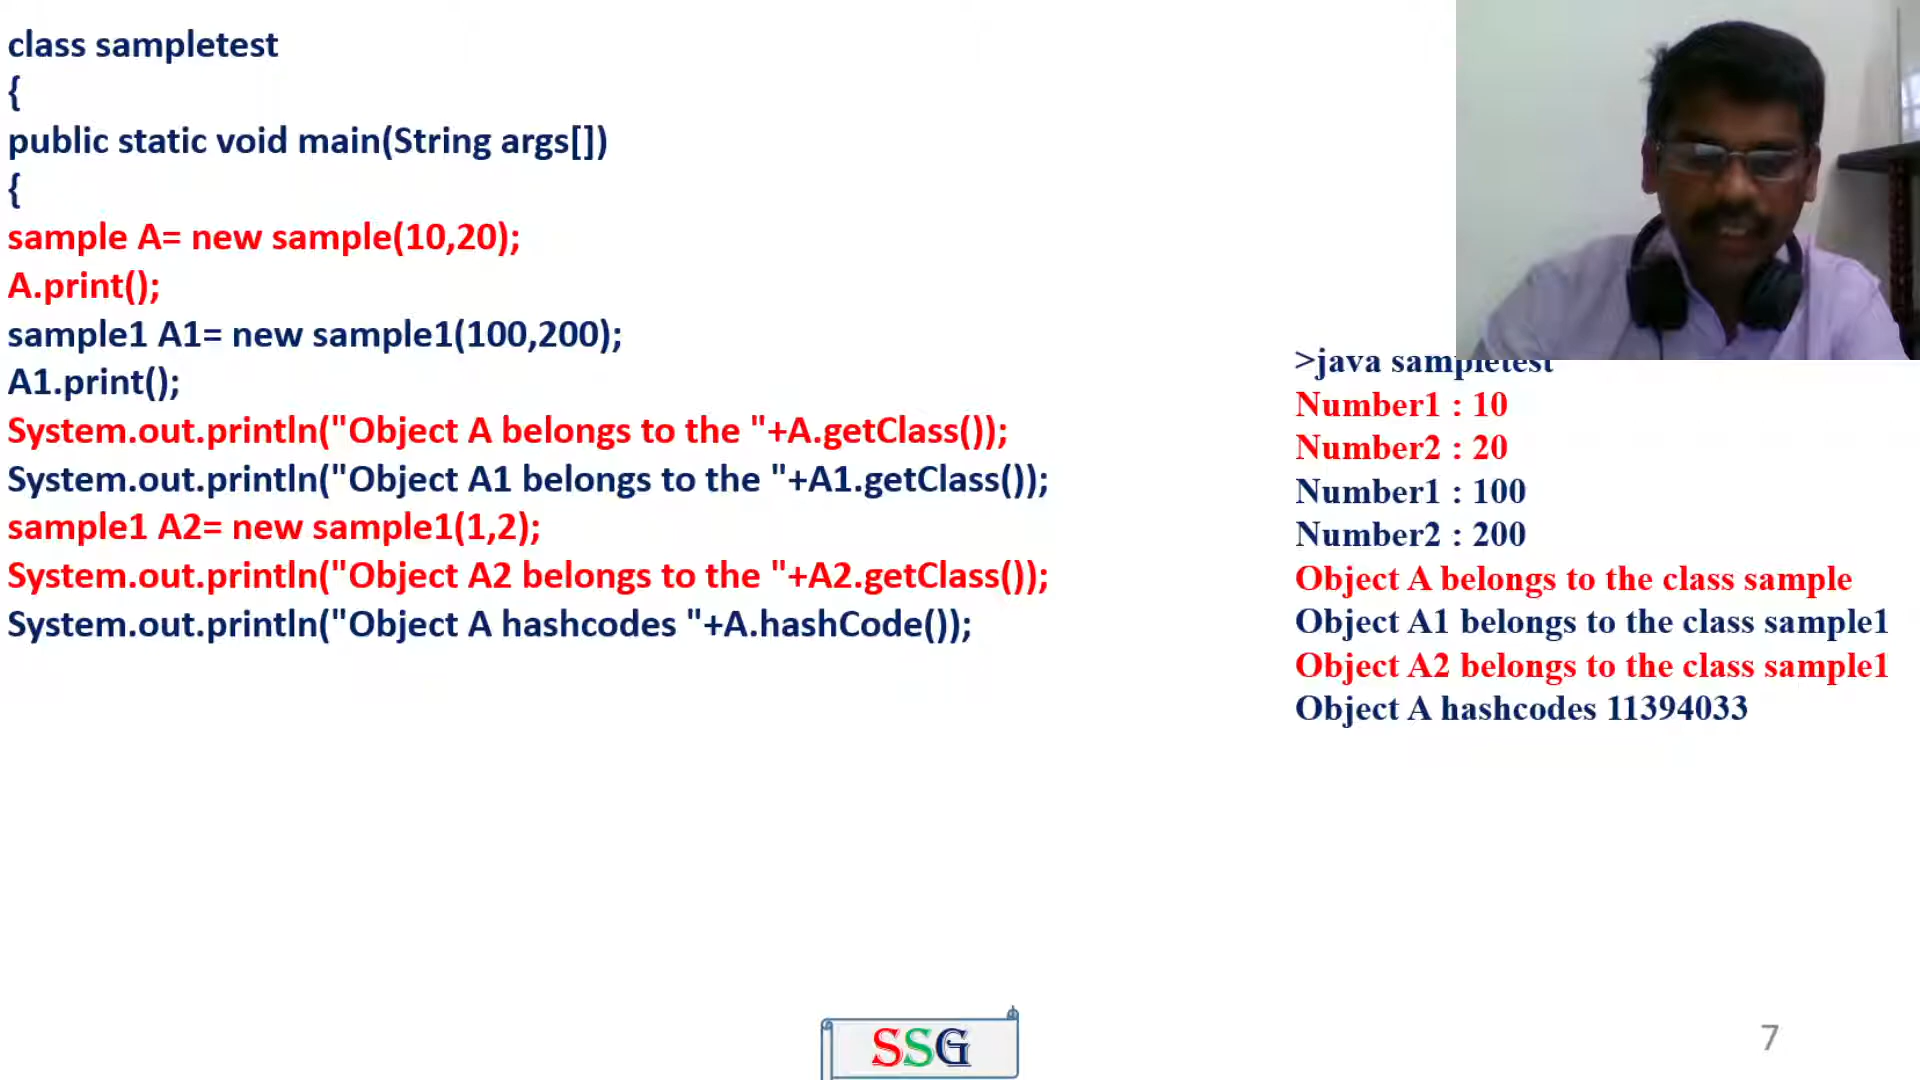 class sampletest
{
public static void main(String args[])
{
sample A= new sample(10,20);
A.print();
sample1 A1= new sample1(100,200);
A1.print();
System.out.println("Object A belongs to the "+A.getClass());
System.out.println("Object A1 belongs to the "+A1.getClass());
sample1 A2= new sample1(1,2);
System.out.println("Object A2 belongs to the "+A2.getClass());
System.out.println("Object A hashcodes "+A.hashCode());
>java sampletest
Number1 : 10
Number2 : 20
Number1 : 100
Number2 : 200
Object A belongs to the class sample
Object A1 belongs to the class sample1
Object A2 belongs to the class sample1
Object A hashcodes 11394033
SSG
7